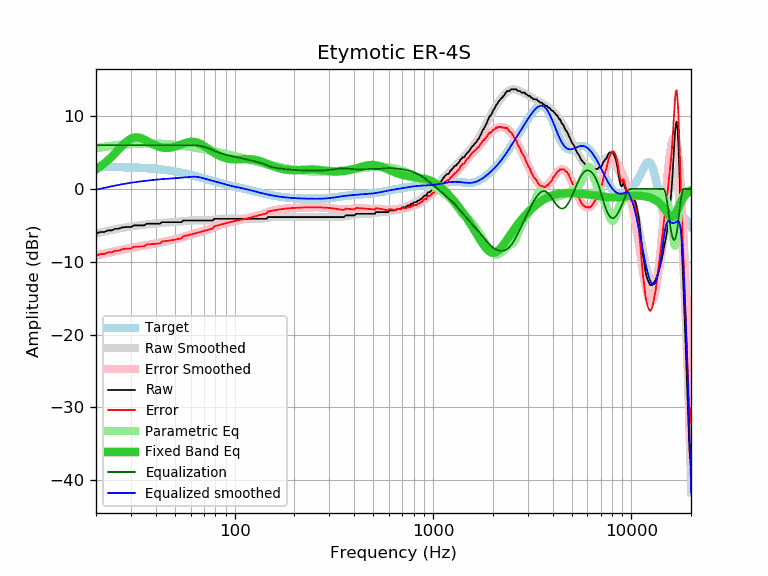 Etymotic ER-4S
10
0
−10
−20
−30
−40
Amplitude (dBr)
Target
Raw Smoothed
Error Smoothed
Raw
Error
Parametric Eq
Fixed Band Eq
Equalization
Equalized smoothed
100
1000
10000
Frequency (Hz)